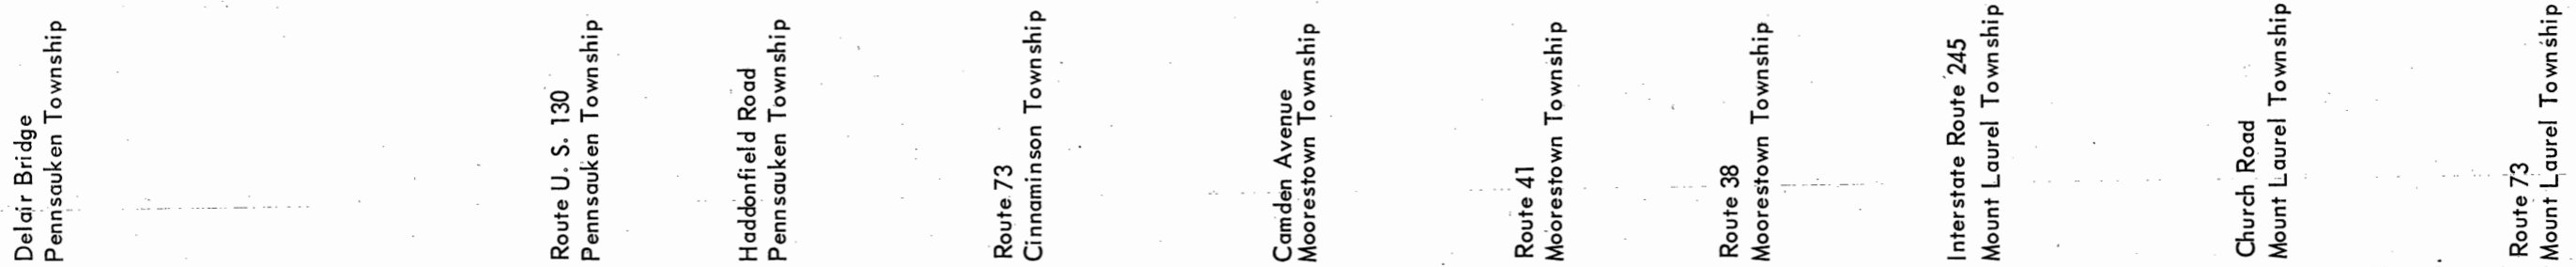 Delair Bridge
Pennsauken Township
Route U. S. 130
Pennsauken Township
Haddonfield Road
Pennsauken Township
Route 73
Cinnaminson Township
Camden Avenue
Moorestown Township
Route 41
Moorestown Township
Route 38
Moorestown Township
Interstate Route 245
Mount Laurel Township
Church Road
Mount Laurel Township
Route 73
Mount Laurel Township